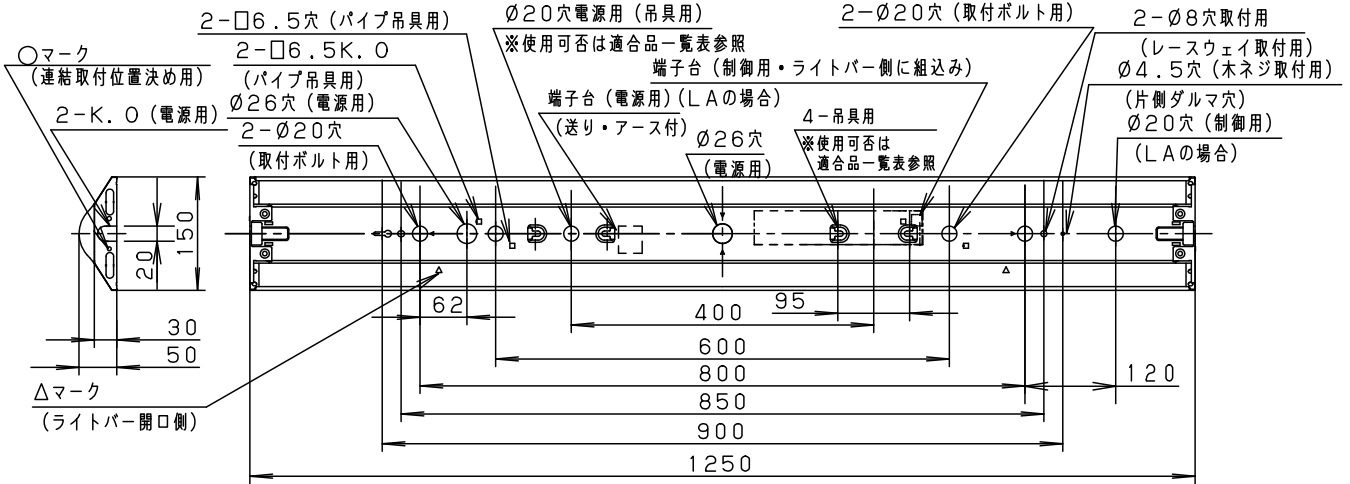 2-□6.5穴(パイプ吊具用)
Ø20穴電源用(吊具用)
※使用可否は適合品一覧表参照
2-Ø20穴(取付ボルト用)
2-Ø8穴取付用
(レースウェイ取付用)
○マーク
(連結取付位置決め用)
2-□6.5K.O
(パイプ吊具用)
端子台(制御用・ライトバー側に組込み)
Ø4.5穴(木ネジ取付用)
(片側ダルマ穴)
2-K.O(電源用)
Ø26穴(電源用)
端子台(電源用)(LAの場合)
(送り・アース付)
4-吊具用
※使用可否は
適合品一覧表参照
Ø20穴(制御用)
(LAの場合)
2-Ø20穴
(取付ボルト用)
Ø26穴
(電源用)
20
150
30
50
62
400
95
600
800
120
850
900
1250
△マーク
(ライトバー開口側)